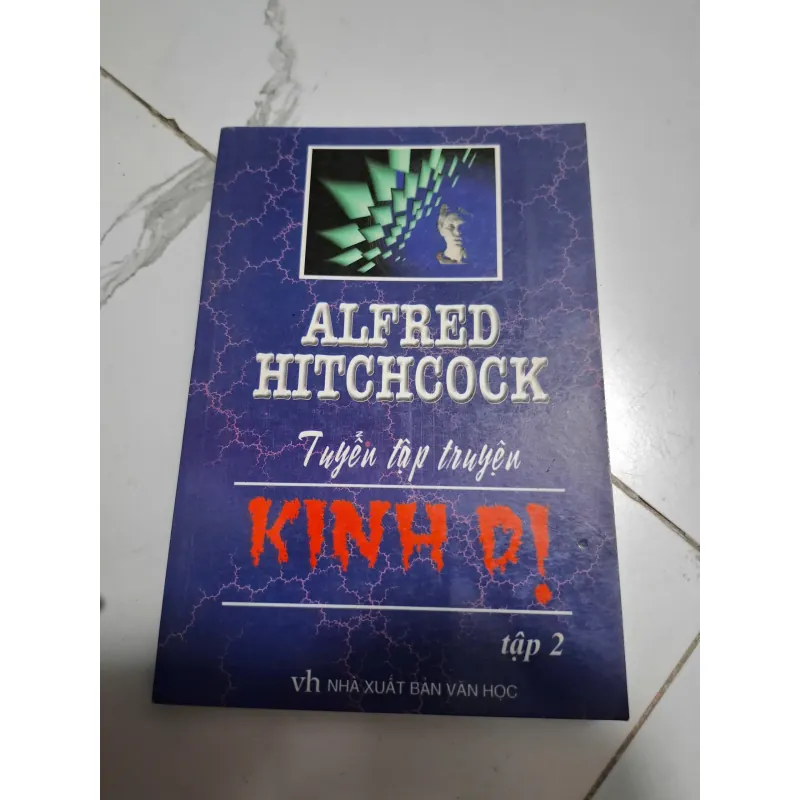 ALFRED
HITCHCOCK
Tuyển tập truyện
KINH DỊ
tập 2
vh NHÀ XUẤT BẢN VĂN HỌC